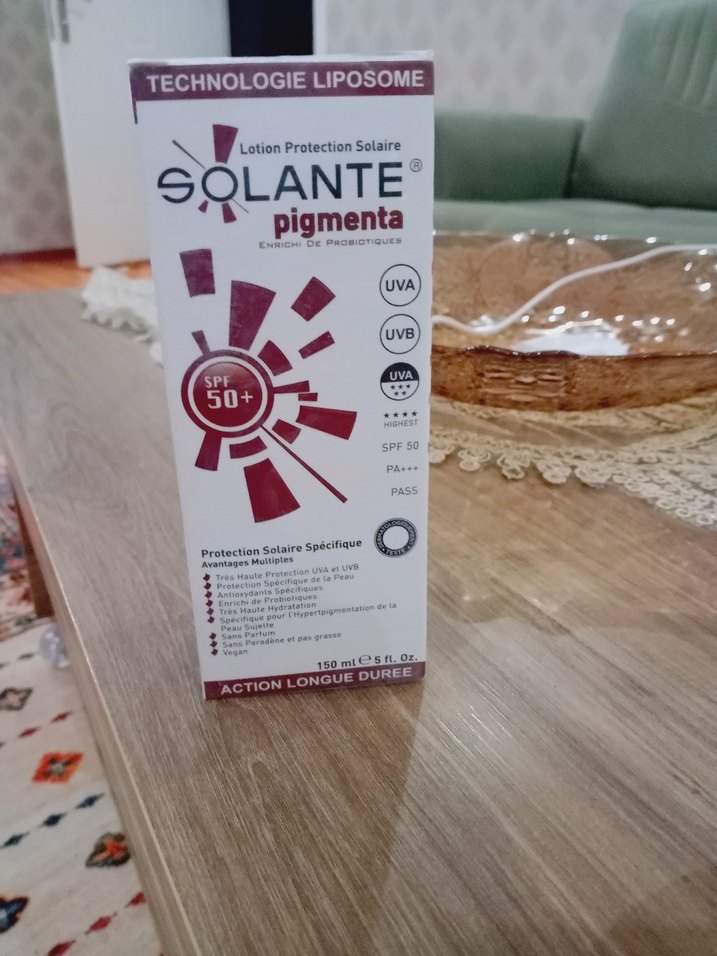 TECHNOLOGIE LIPOSOME
Lotion Protection Solaire
SOLANTE®
pigmenta
ENRICHI DE PROBIOTIQUES
UVA
UVB
UVA
HIGHEST
SPF
50+
SPF 50
PA+++
PASS
DERMATOLOGIQUEMENT
TESTE
Protection Solaire Spécifique
Avantages Multiples
Très Haute Protection UVA et UVB
Protection Spécifique de la Peau
Antioxydants Spécifiques
Enrichi de Probiotiques
Très Haute Hydratation
Spécifique pour l'Hypertpigmentation de la
Peau Sujette
Sans Parfum
Sans Paradène et pas grasse
Vegan
150 ml ℮ 5 fl. Oz.
ACTION LONGUE DUREE